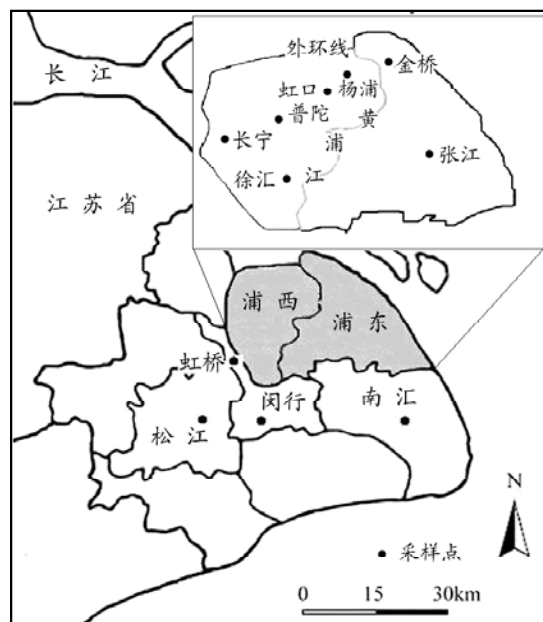 长江
外环线
金桥
虹口
杨浦
普陀
黄
浦
江
长宁
张江
徐汇
江苏省
浦西
浦东
虹桥
闵行
南汇
松江
N
采样点
0 15 30km